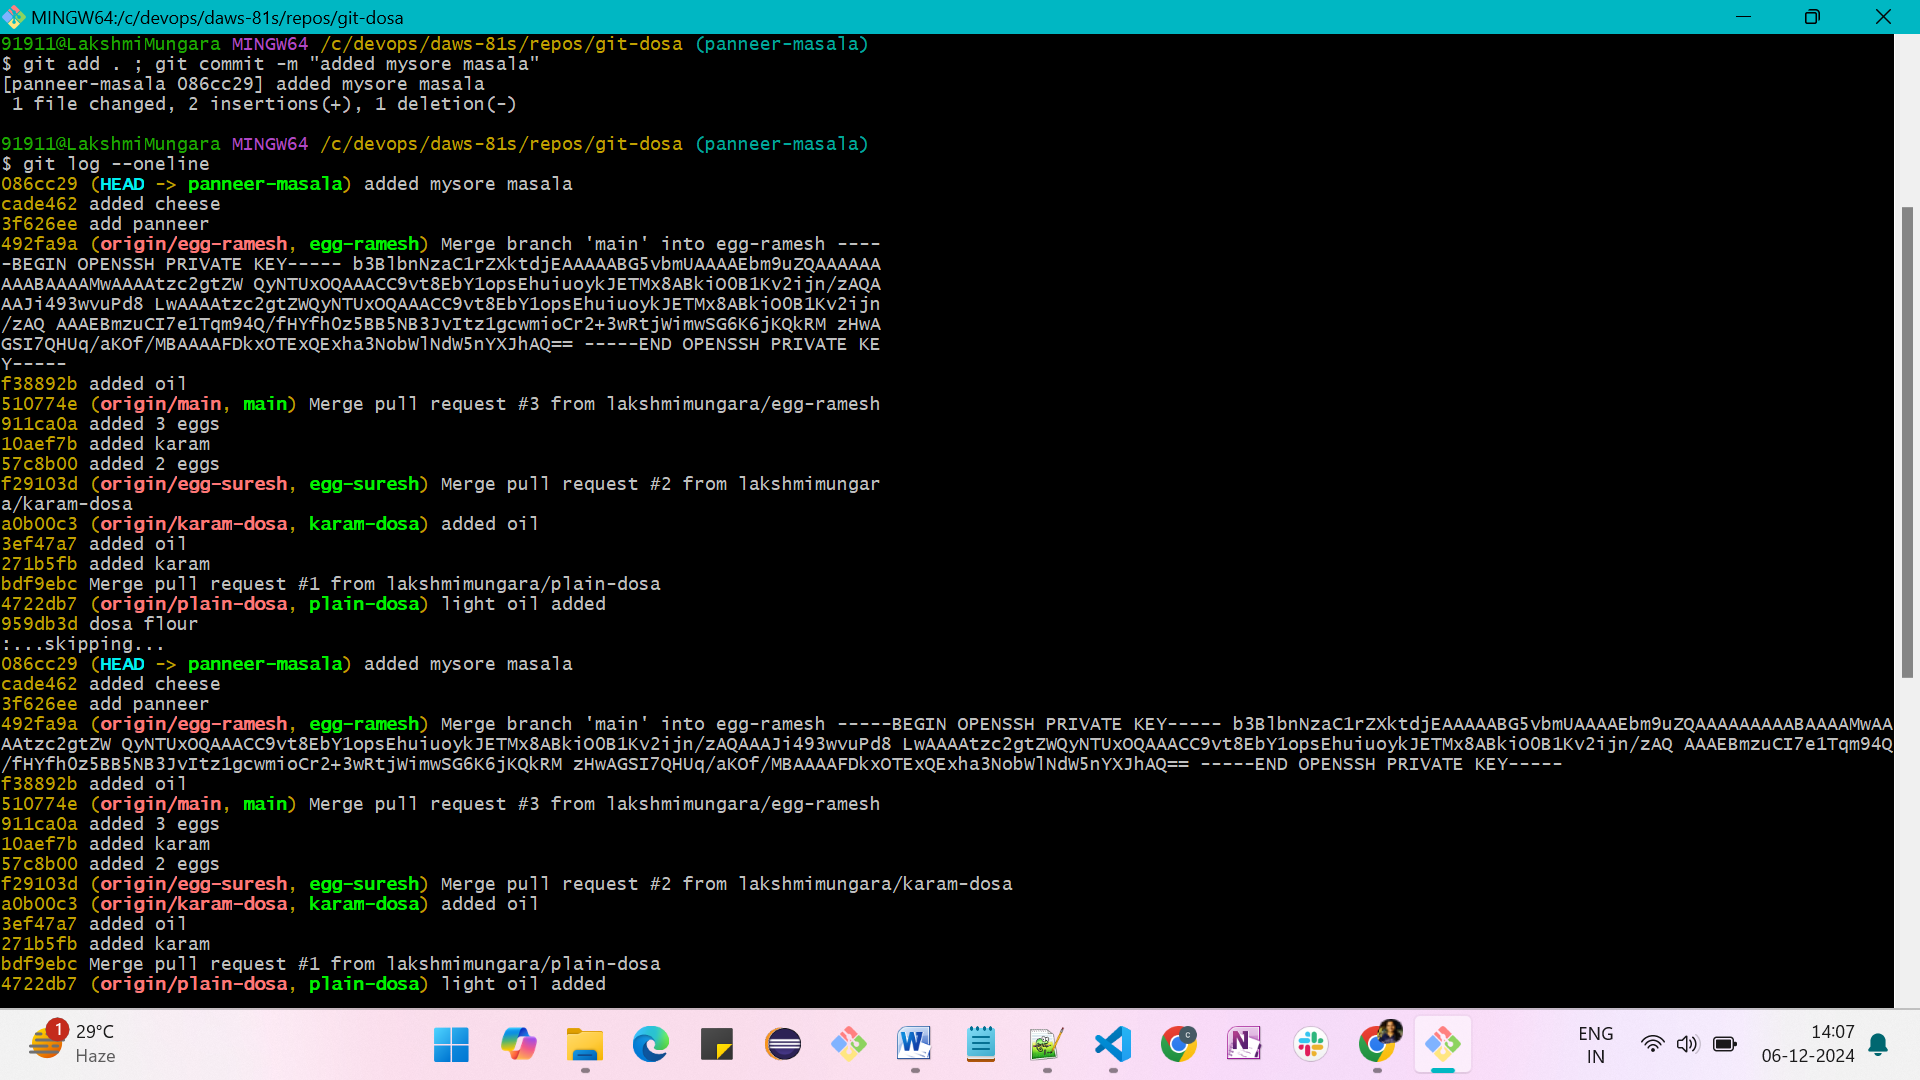 MINGW64:/c/devops/daws-81s/repos/git-dosa
91911@LakshmiMungara MINGW64 /c/devops/daws-81s/repos/git-dosa (panneer-masala)
$ git add . ; git commit -m "added mysore masala"
[panneer-masala 086cc29] added mysore masala
1 file changed, 2 insertions(+), 1 deletion(-)
91911@LakshmiMungara MINGW64 /c/devops/daws-81s/repos/git-dosa (panneer-masala)
$ git log --oneline
086cc29 (HEAD -> panneer-masala) added mysore masala
cade462 added cheese
3f626ee add panneer
492fa9a (origin/egg-ramesh, egg-ramesh) Merge branch 'main' into egg-ramesh ----
-BEGIN OPENSSH PRIVATE KEY----- [private key redacted]
-----END OPENSSH PRIVATE KE
Y-----
f38892b added oil
510774e (origin/main, main) Merge pull request #3 from lakshmimungara/egg-ramesh
911ca0a added 3 eggs
10aef7b added karam
57c8b00 added 2 eggs
f29103d (origin/egg-suresh, egg-suresh) Merge pull request #2 from lakshmimungar
a/karam-dosa
a0b00c3 (origin/karam-dosa, karam-dosa) added oil
3ef47a7 added oil
271b5fb added karam
bdf9ebc Merge pull request #1 from lakshmimungara/plain-dosa
4722db7 (origin/plain-dosa, plain-dosa) light oil added
959db3d dosa flour
:...skipping...
086cc29 (HEAD -> panneer-masala) added mysore masala
cade462 added cheese
3f626ee add panneer
492fa9a (origin/egg-ramesh, egg-ramesh) Merge branch 'main' into egg-ramesh -----BEGIN OPENSSH PRIVATE KEY----- [private key redacted]
-----END OPENSSH PRIVATE KEY-----
f38892b added oil
510774e (origin/main, main) Merge pull request #3 from lakshmimungara/egg-ramesh
911ca0a added 3 eggs
10aef7b added karam
57c8b00 added 2 eggs
f29103d (origin/egg-suresh, egg-suresh) Merge pull request #2 from lakshmimungara/karam-dosa
a0b00c3 (origin/karam-dosa, karam-dosa) added oil
3ef47a7 added oil
271b5fb added karam
bdf9ebc Merge pull request #1 from lakshmimungara/plain-dosa
4722db7 (origin/plain-dosa, plain-dosa) light oil added
1
29°C
Haze
ENG
IN
14:07
06-12-2024